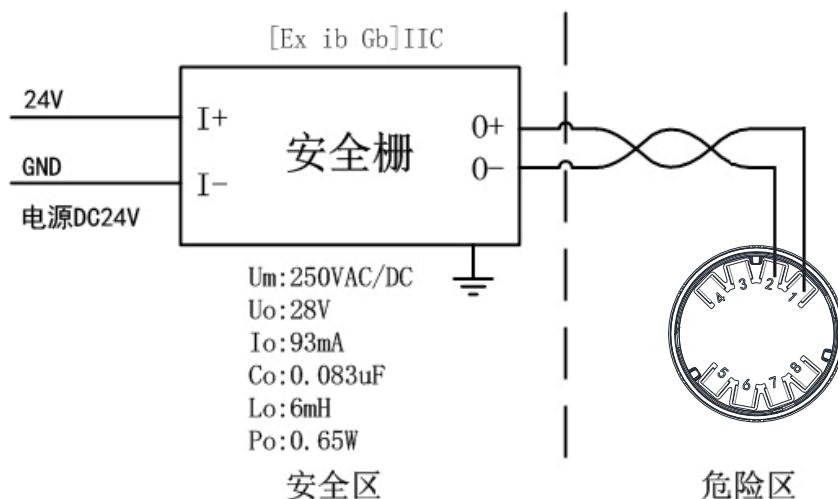 [Ex ib Gb]IIC
24V
I+
O+
安全栅
GND
I-
O-
电源DC24V
Um:250VAC/DC
Uo:28V
Io:93mA
Co:0.083uF
Lo:6mH
Po:0.65W
4 3 2 1
5 6 7 8
安全区
危险区